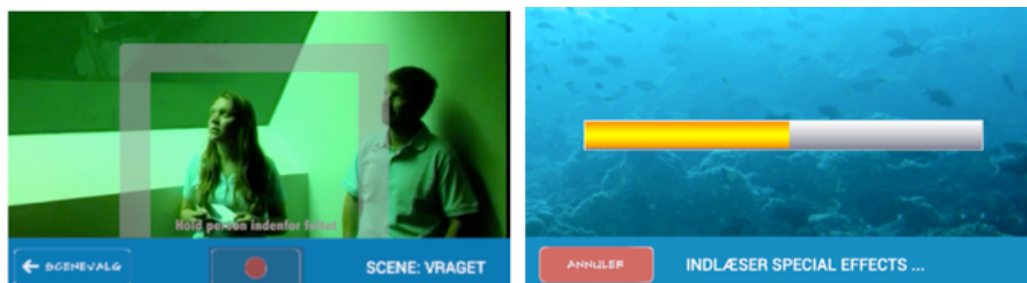 Hold person indenfor feltet
← SCENEVALG
SCENE: VRAGET
ANNULER
INDLÆSER SPECIAL EFFECTS ...